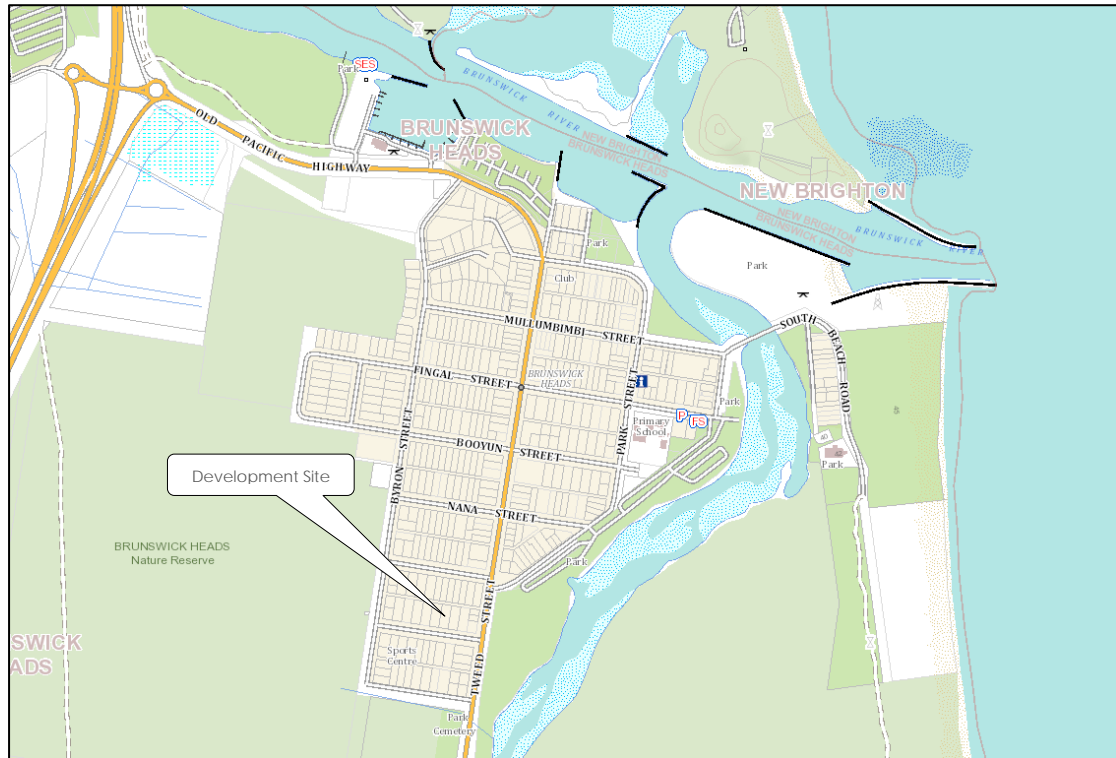 SES
Park
BRUNSWICK
HEADS
OLD PACIFIC HIGHWAY
BRUNSWICK RIVER
NEW BRIGHTON
BRUNSWICK HEADS
NEW BRIGHTON
NEW BRIGHTON
BRUNSWICK HEADS
BRUNSWICK RIVER
Park
Park
Club
MULLUMBIMBI STREET
SOUTH BEACH ROAD
FINGAL STREET
BRUNSWICK
HEADS
i
PARK STREET
Park
P
FS
Primary
School
BYRON STREET
BOOYUN STREET
40
Park
Development Site
NANA STREET
BRUNSWICK HEADS
Nature Reserve
Park
TWEED STREET
SWICK
ADS
Sports
Centre
Park
Cemetery